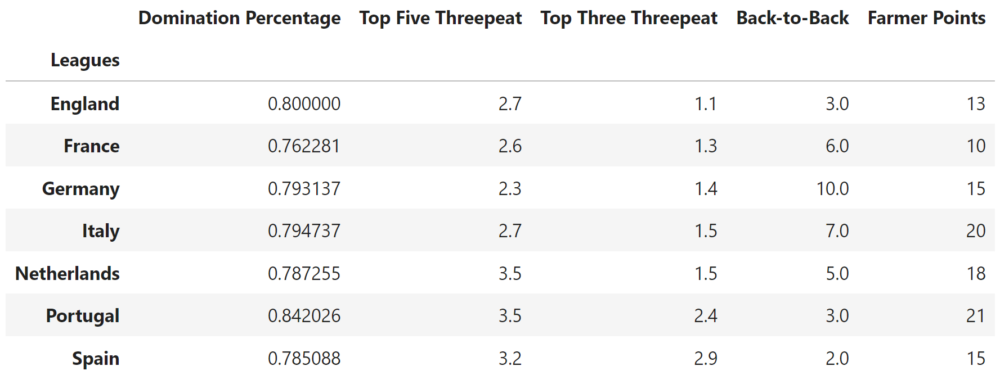 Domination Percentage Top Five Threepeat Top Three Threepeat Back-to-Back Farmer Points
Leagues
England 0.800000 2.7 1.1 3.0 13
France 0.762281 2.6 1.3 6.0 10
Germany 0.793137 2.3 1.4 10.0 15
Italy 0.794737 2.7 1.5 7.0 20
Netherlands 0.787255 3.5 1.5 5.0 18
Portugal 0.842026 3.5 2.4 3.0 21
Spain 0.785088 3.2 2.9 2.0 15